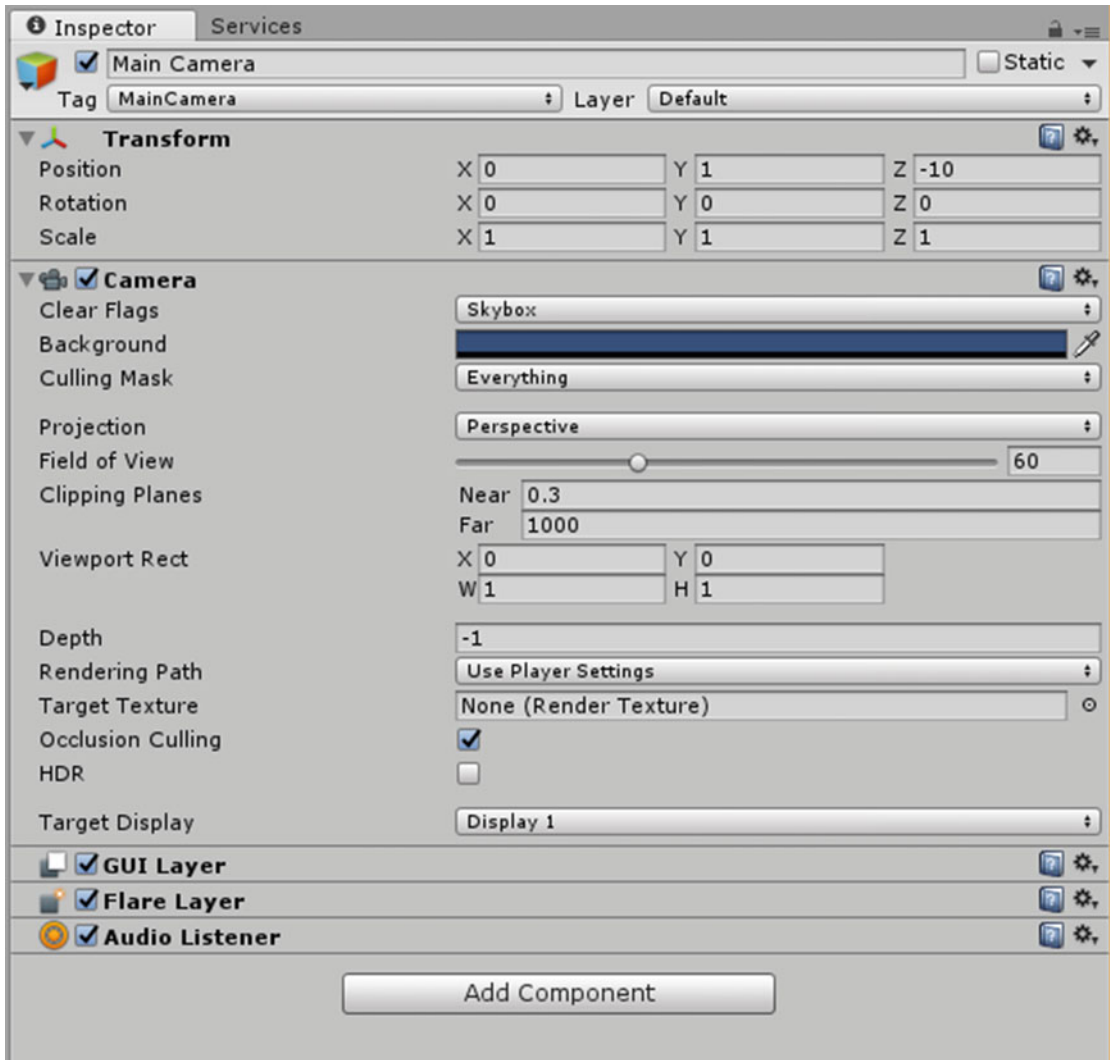 Inspector Services
Main Camera Static
Tag MainCamera Layer Default
Transform
Position X 0 Y 1 Z -10
Rotation X 0 Y 0 Z 0
Scale X 1 Y 1 Z 1
Camera
Clear Flags Skybox
Background
Culling Mask Everything
Projection Perspective
Field of View 60
Clipping Planes Near 0.3
Far 1000
Viewport Rect X 0 Y 0
W 1 H 1
Depth -1
Rendering Path Use Player Settings
Target Texture None (Render Texture)
Occlusion Culling
HDR
Target Display Display 1
GUI Layer
Flare Layer
Audio Listener
Add Component